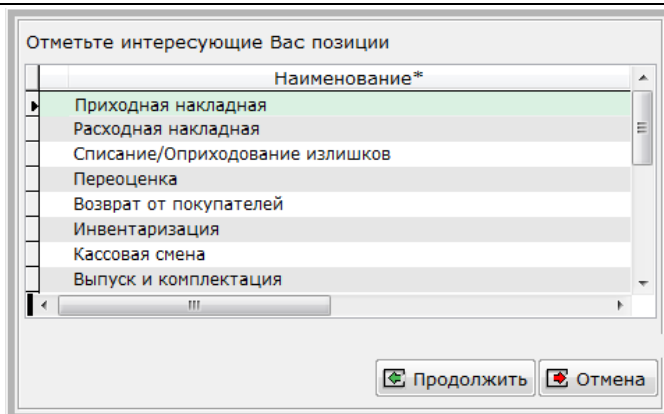 Отметьте интересующие Вас позиции
Наименование*
Приходная накладная
Расходная накладная
Списание/Оприходование излишков
Переоценка
Возврат от покупателей
Инвентаризация
Кассовая смена
Выпуск и комплектация
Продолжить Отмена